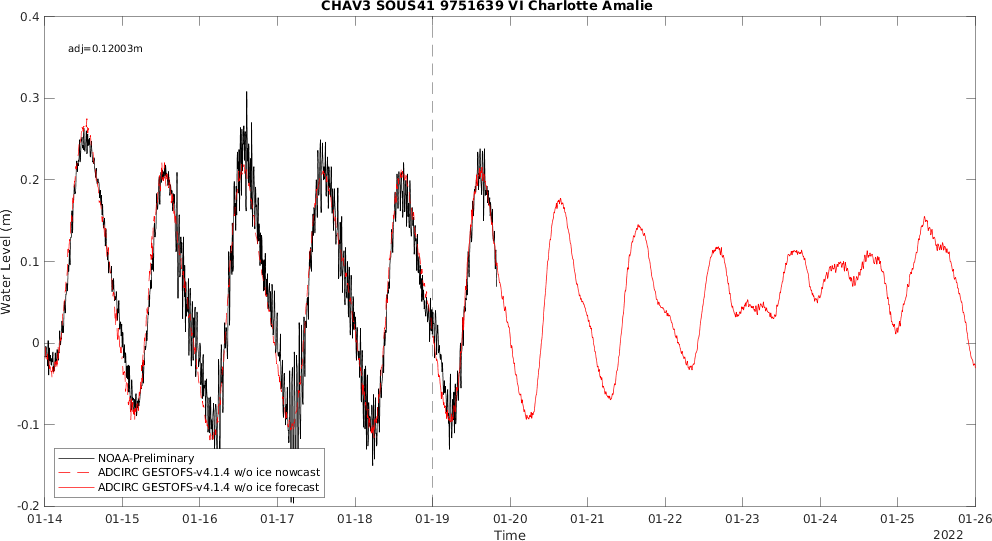 CHAV3 SOUS41 9751639 VI Charlotte Amalie
0.4
adj=0.12003m
0.3
0.2
0.1
0
-0.1
-0.2
Water Level (m)
NOAA-Preliminary
ADCIRC GESTOFS-v4.1.4 w/o ice nowcast
ADCIRC GESTOFS-v4.1.4 w/o ice forecast
01-14 01-15 01-16 01-17 01-18 01-19 01-20 01-21 01-22 01-23 01-24 01-25 01-26
Time
2022